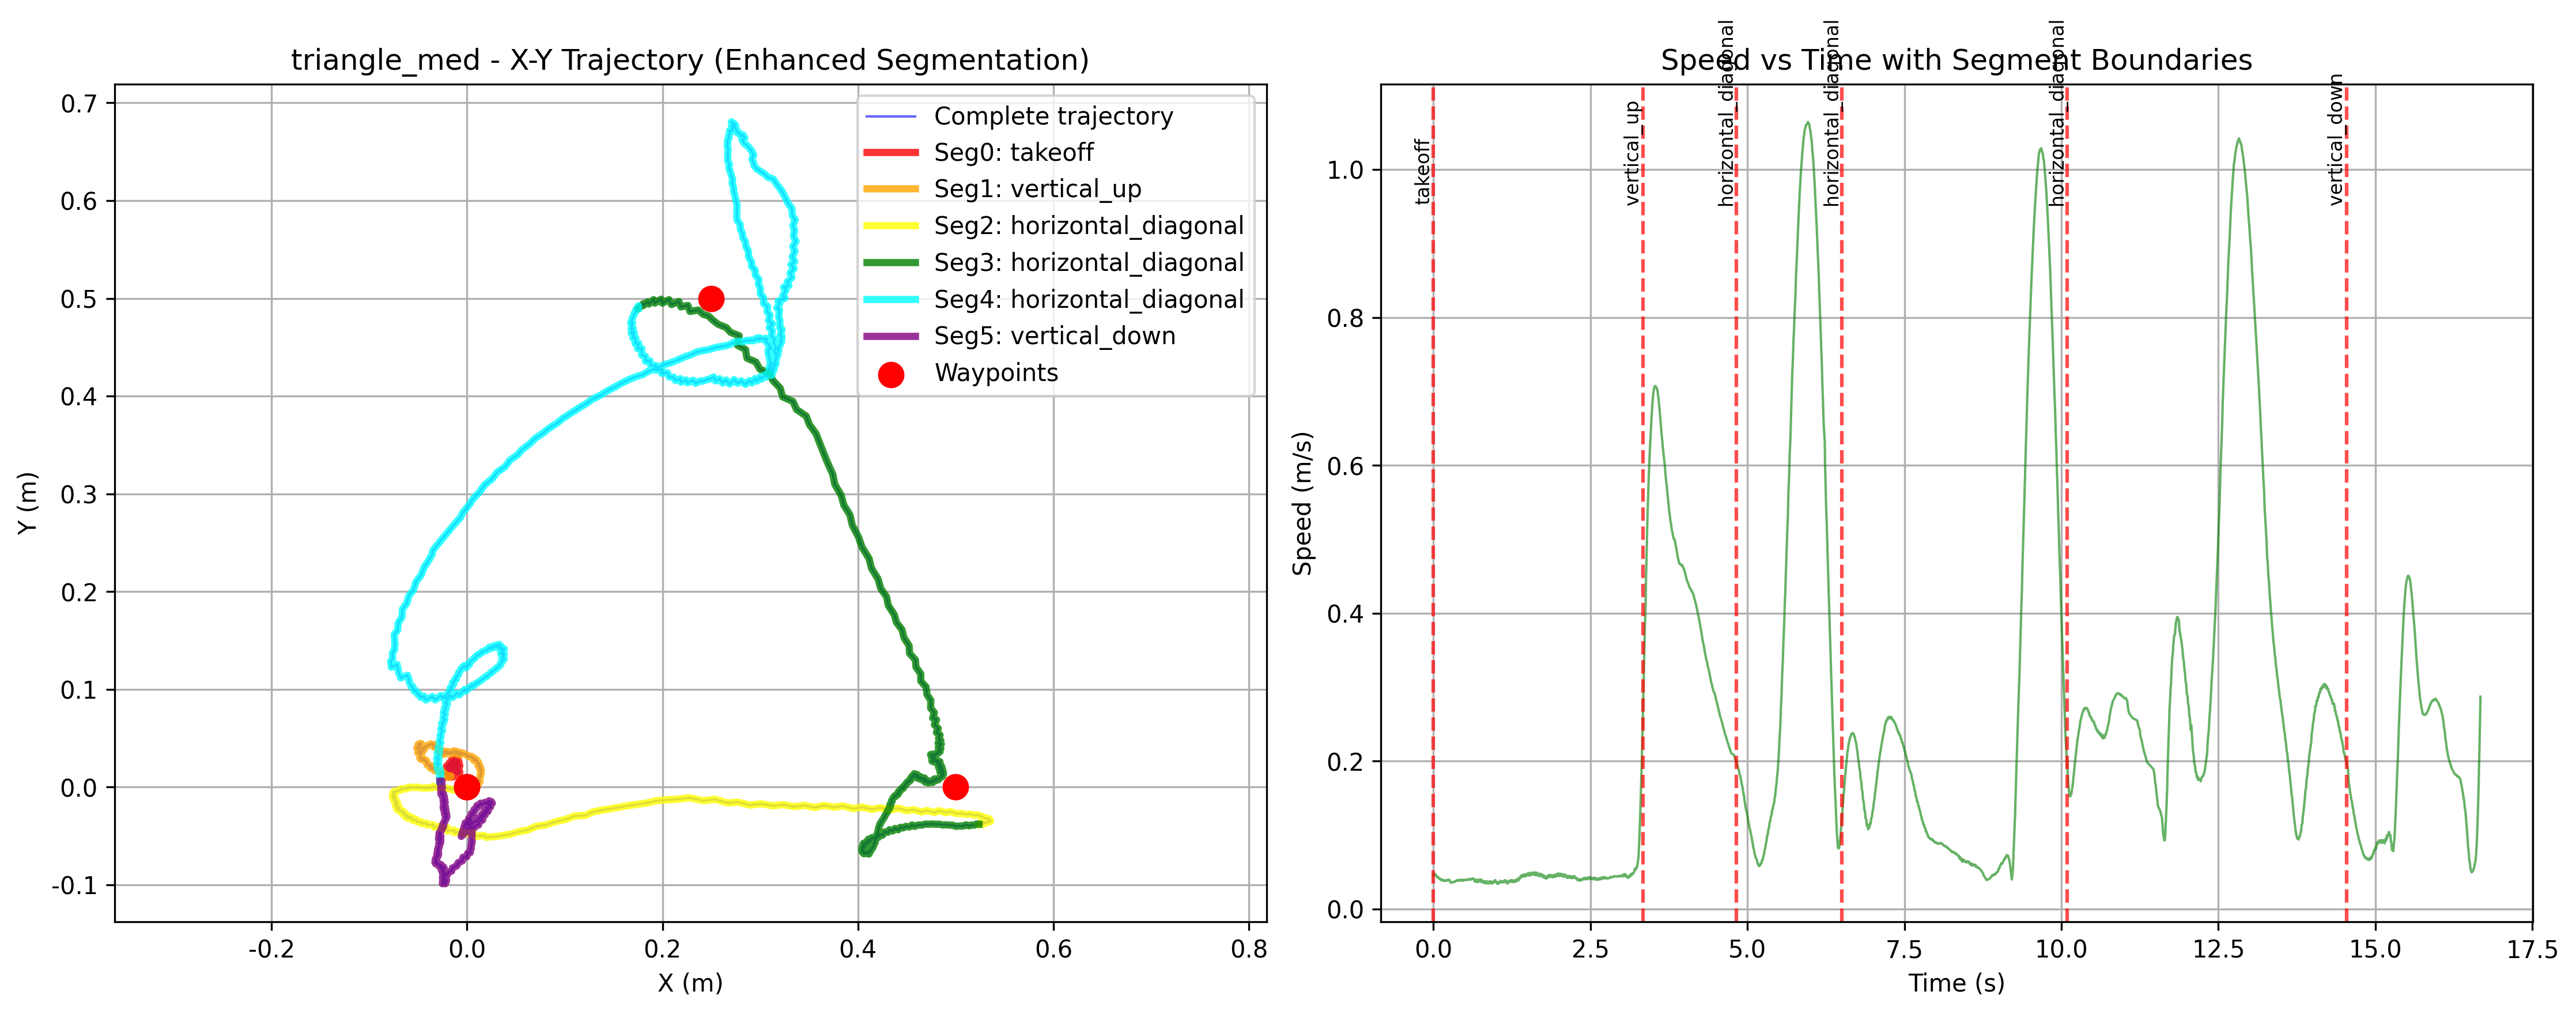 triangle_med - X-Y Trajectory (Enhanced Segmentation)
Y (m)
0.7
0.6
0.5
0.4
0.3
0.2
0.1
0.0
-0.1
-0.2 0.0 0.2 0.4 0.6 0.8
X (m)
Complete trajectory
Seg0: takeoff
Seg1: vertical_up
Seg2: horizontal_diagonal
Seg3: horizontal_diagonal
Seg4: horizontal_diagonal
Seg5: vertical_down
Waypoints
Speed vs Time with Segment Boundaries
Speed (m/s)
1.0
0.8
0.6
0.4
0.2
0.0
takeoff
vertical_up
horizontal_diagonal
horizontal_diagonal
horizontal_diagonal
vertical_down
0.0 2.5 5.0 7.5 10.0 12.5 15.0 17.5
Time (s)